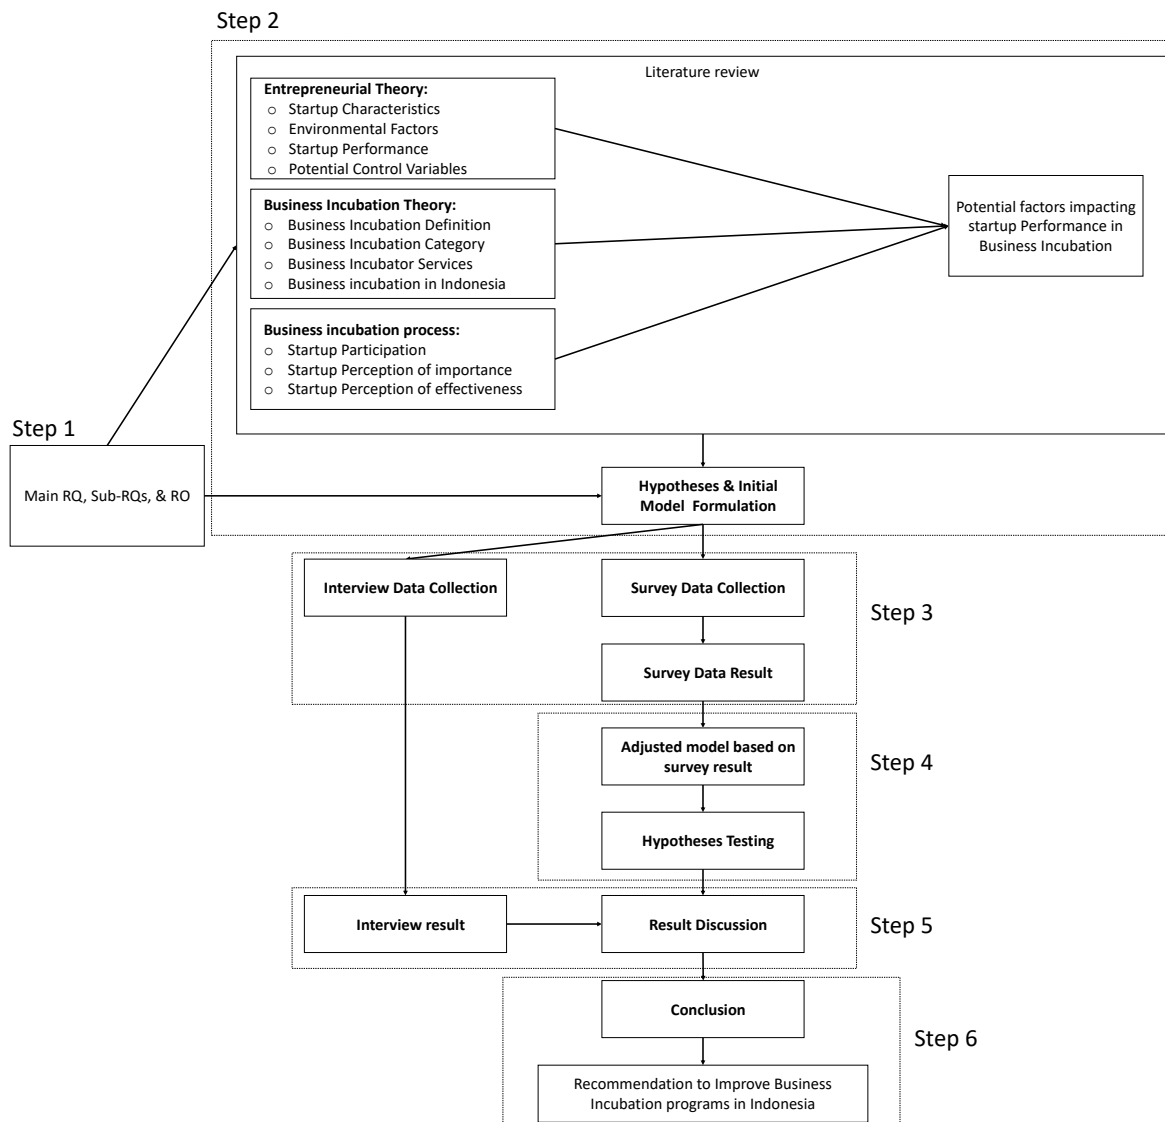 Step 2
Literature review
Entrepreneurial Theory:
o Startup Characteristics
o Environmental Factors
o Startup Performance
o Potential Control Variables
Business Incubation Theory:
o Business Incubation Definition
o Business Incubation Category
o Business Incubator Services
o Business incubation in Indonesia
Business incubation process:
o Startup Participation
o Startup Perception of importance
o Startup Perception of effectiveness
Potential factors impacting
startup Performance in
Business Incubation
Step 1
Main RQ, Sub-RQs, & RO
Hypotheses & Initial
Model Formulation
Interview Data Collection
Survey Data Collection
Step 3
Survey Data Result
Adjusted model based on
survey result
Step 4
Hypotheses Testing
Interview result
Result Discussion
Step 5
Conclusion
Step 6
Recommendation to Improve Business
Incubation programs in Indonesia